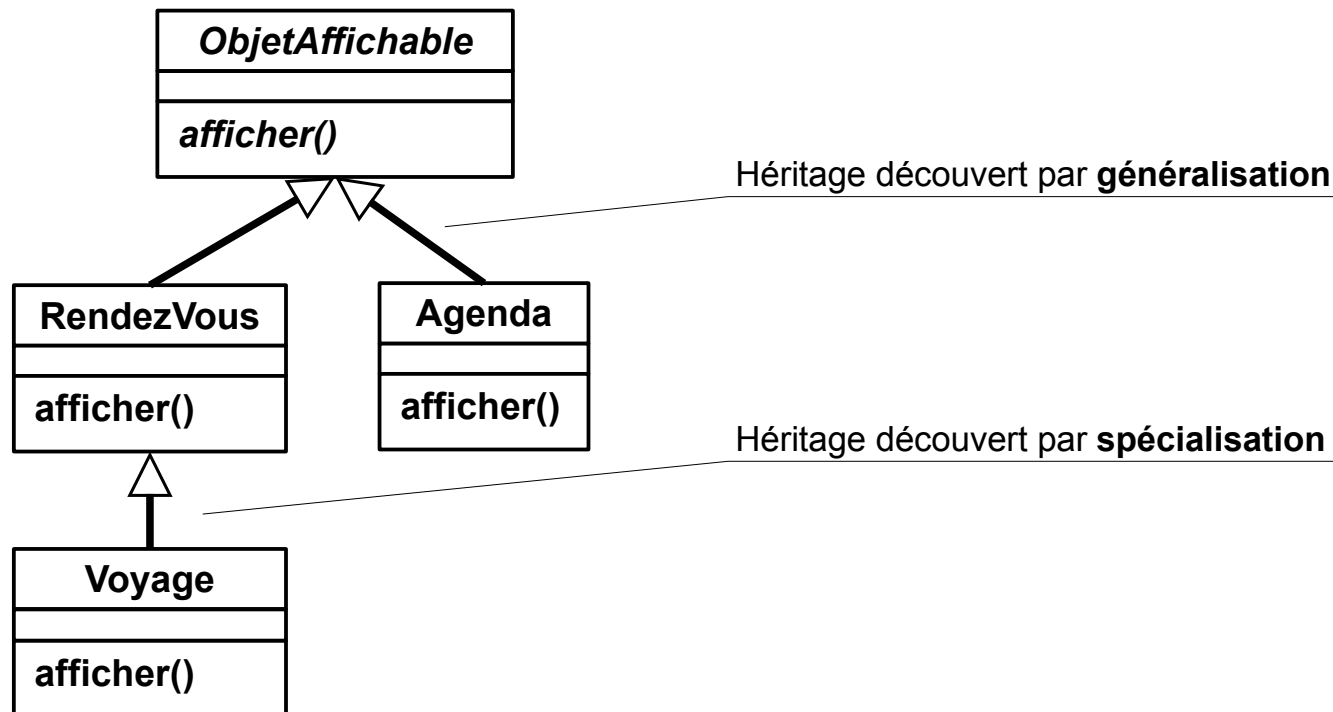 ObjetAffichable
afficher()
Héritage découvert par généralisation
RendezVous
Agenda
afficher()
afficher()
Héritage découvert par spécialisation
Voyage
afficher()